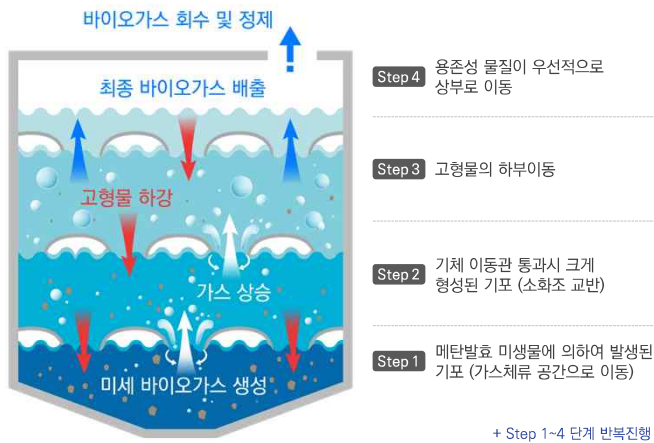 바이오가스 회수 및 정제
최종 바이오가스 배출
고형물 하강
가스 상승
미세 바이오가스 생성
Step 4 용존성 물질이 우선적으로
상부로 이동
Step 3 고형물의 하부이동
Step 2 기체 이동관 통과시 크게
형성된 기포 (소화조 교반)
Step 1 메탄발효 미생물에 의하여 발생된
기포 (가스체류 공간으로 이동)
+ Step 1~4 단계 반복진행